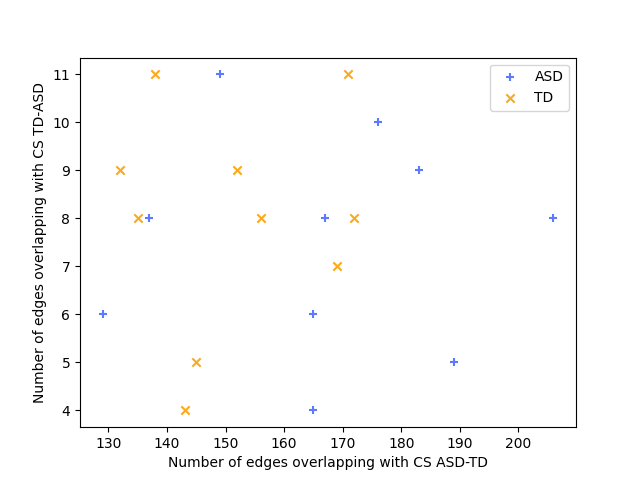 ASD
TD
11
10
9
8
7
6
5
4
Number of edges overlapping with CS TD-ASD
130 140 150 160 170 180 190 200
Number of edges overlapping with CS ASD-TD